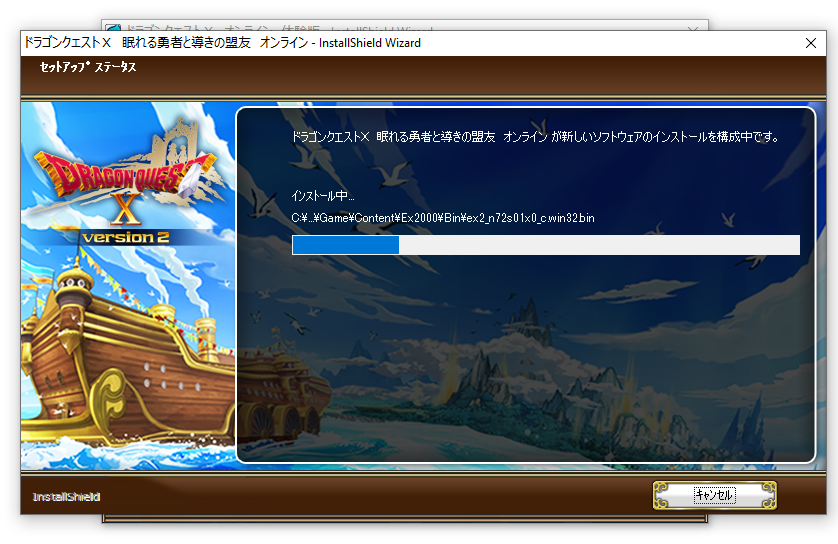 ドラゴンクエストX 眠れる勇者と導きの盟友 オンライン - InstallShield Wizard
セットアップ ステータス
DRAGON QUEST
X
version 2
ドラゴンクエストX 眠れる勇者と導きの盟友 オンライン が新しいソフトウェアのインストールを構成中です。
インストール中...
C:¥...¥Game¥Content¥Ex2000¥Bin¥ex2_n72s01x0_c.win32.bin
InstallShield
キャンセル